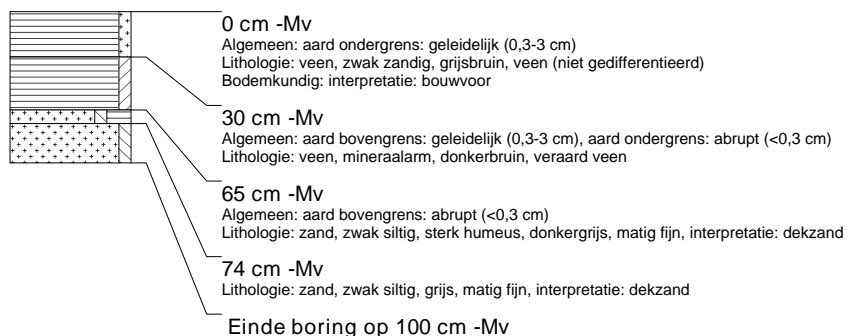 0 cm -Mv
Algemeen: aard ondergrens: geleidelijk (0,3-3 cm)
Lithologie: veen, zwak zandig, grijsbruin, veen (niet gedifferentieerd)
Bodemkundig: interpretatie: bouwvoor
30 cm -Mv
Algemeen: aard bovengrens: geleidelijk (0,3-3 cm), aard ondergrens: abrupt (<0,3 cm)
Lithologie: veen, mineraalarm, donkerbruin, veraard veen
65 cm -Mv
Algemeen: aard bovengrens: abrupt (<0,3 cm)
Lithologie: zand, zwak siltig, sterk humeus, donkergrijs, matig fijn, interpretatie: dekzand
74 cm -Mv
Lithologie: zand, zwak siltig, grijs, matig fijn, interpretatie: dekzand
Einde boring op 100 cm -Mv